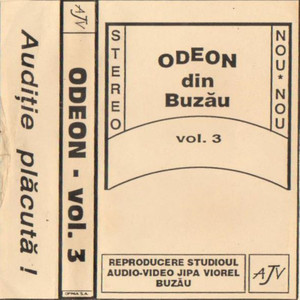 Audiție plăcută !
AJV
ODEON - vol. 3
STEREO
NOU * NOU
ODEON
din
Buzău
vol. 3
REPRODUCERE STUDIOUL
AUDIO-VIDEO JIPA VIOREL
BUZĂU
AJV